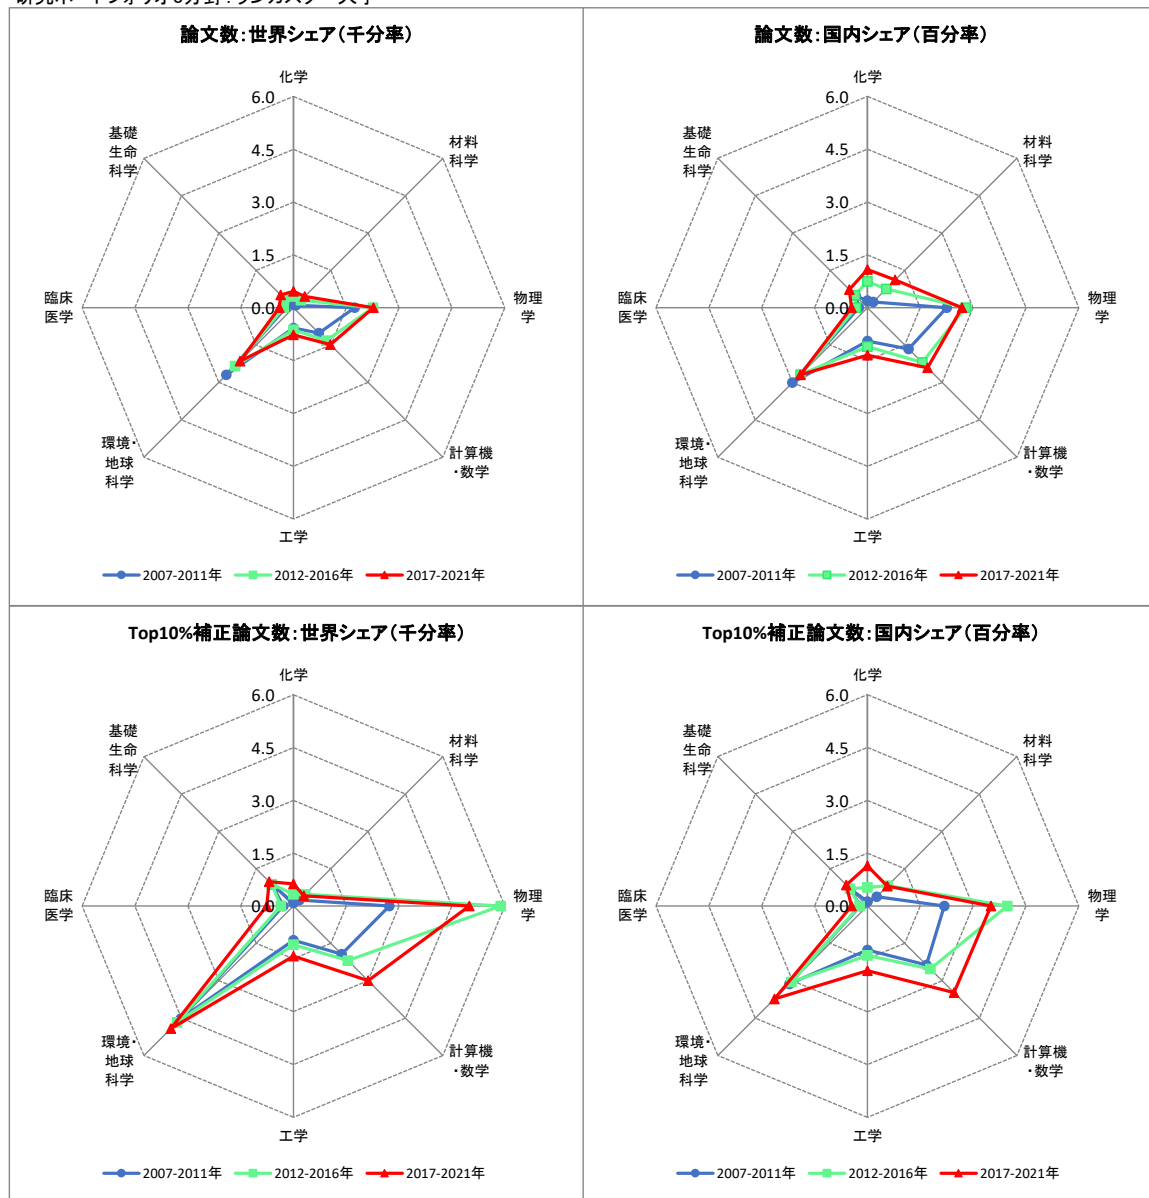 論文数：世界シェア（千分率）
化学
6.0
基礎
生命
科学
材料
科学
4.5
3.0
1.5
臨床
医学
0.0
物理
学
環境・
地球
科学
計算機
・数学
工学
2007-2011年 2012-2016年 2017-2021年
論文数：国内シェア（百分率）
化学
6.0
基礎
生命
科学
材料
科学
4.5
3.0
1.5
臨床
医学
0.0
物理
学
環境・
地球
科学
計算機
・数学
工学
2007-2011年 2012-2016年 2017-2021年
Top10%補正論文数：世界シェア（千分率）
化学
6.0
基礎
生命
科学
材料
科学
4.5
3.0
1.5
臨床
医学
0.0
物理
学
環境・
地球
科学
計算機
・数学
工学
2007-2011年 2012-2016年 2017-2021年
Top10%補正論文数：国内シェア（百分率）
化学
6.0
基礎
生命
科学
材料
科学
4.5
3.0
1.5
臨床
医学
0.0
物理
学
環境・
地球
科学
計算機
・数学
工学
2007-2011年 2012-2016年 2017-2021年